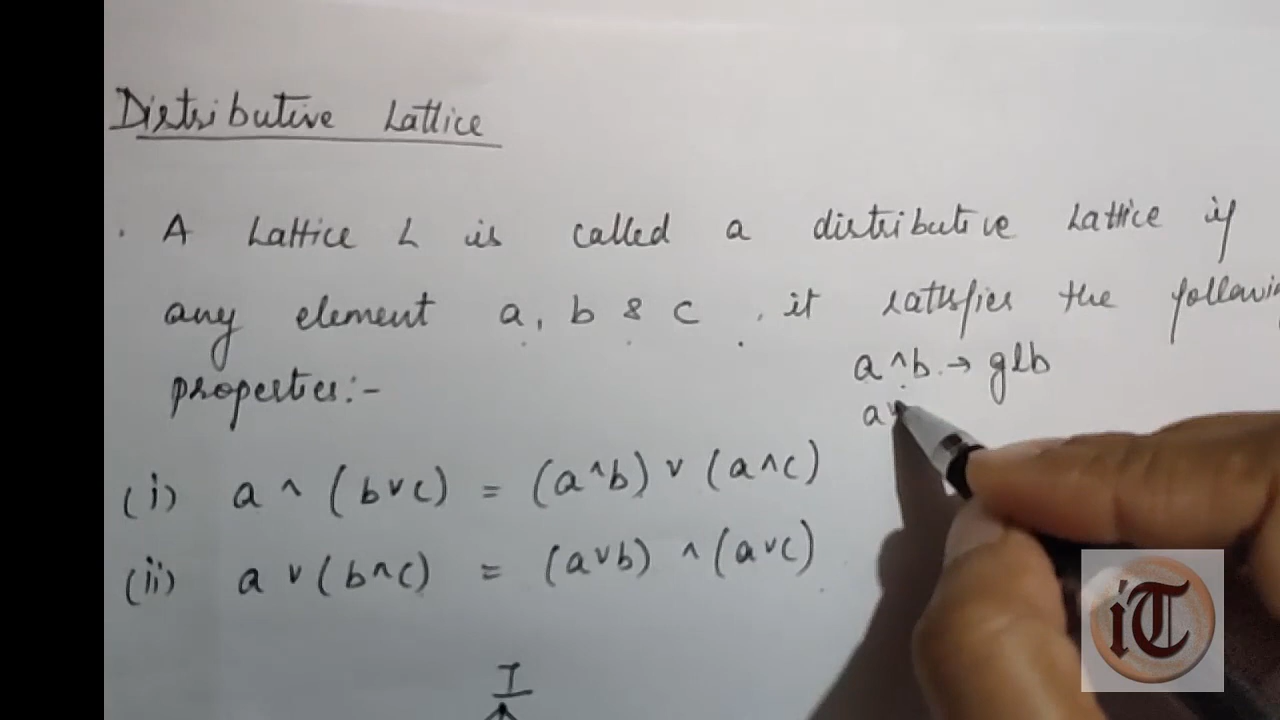 Distributive Lattice
. A Lattice L is called a distributive Lattice if
any element a, b & c , it satisfies the followin
properties:-
a ^ b → glb
a v
(i) a ^ (b v c) = (a ^ b) v (a ^ c)
(ii) a v (b ^ c) = (a v b) ^ (a v c)
I
iT